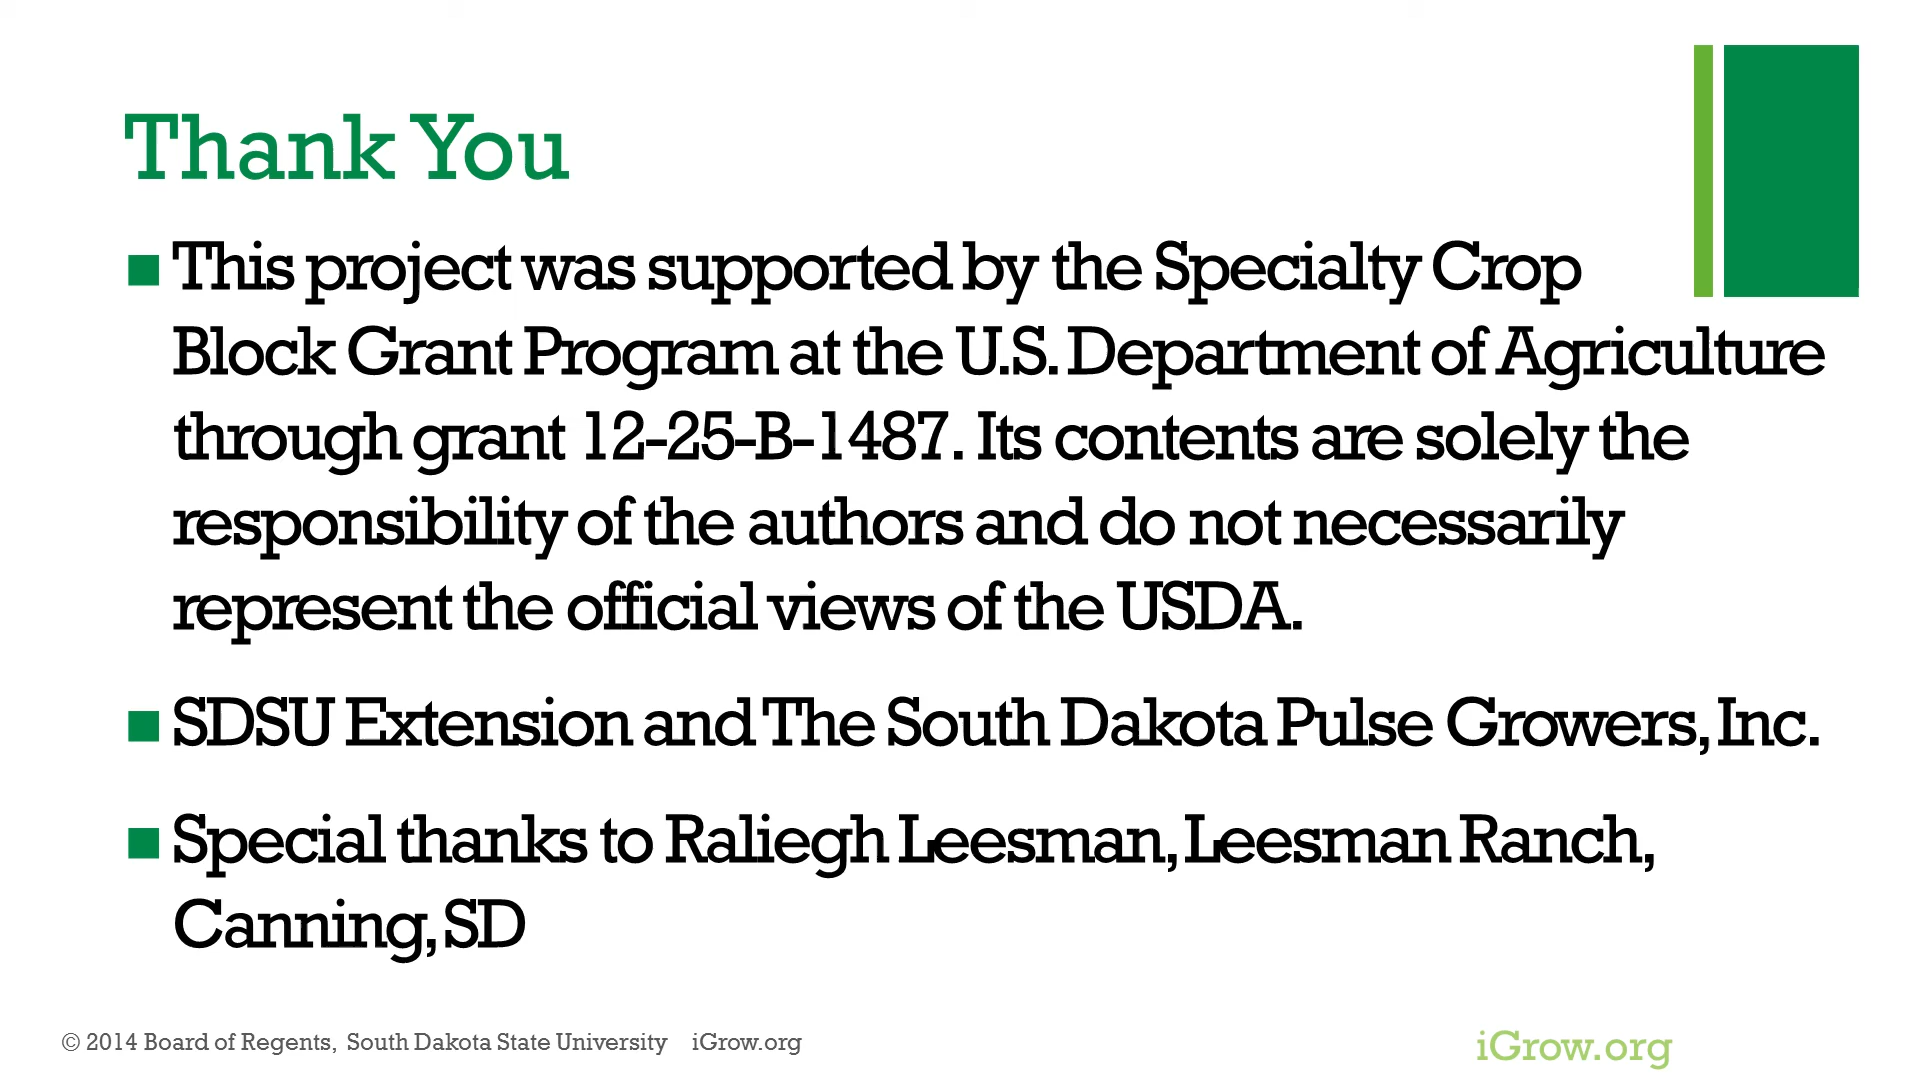 Thank You
This project was supported by the Specialty Crop
Block Grant Program at the U.S. Department of Agriculture
through grant 12-25-B-1487. Its contents are solely the
responsibility of the authors and do not necessarily
represent the official views of the USDA.
SDSU Extension and The South Dakota Pulse Growers, Inc.
Special thanks to Raliegh Leesman, Leesman Ranch,
Canning, SD
© 2014 Board of Regents, South Dakota State University iGrow.org
iGrow.org